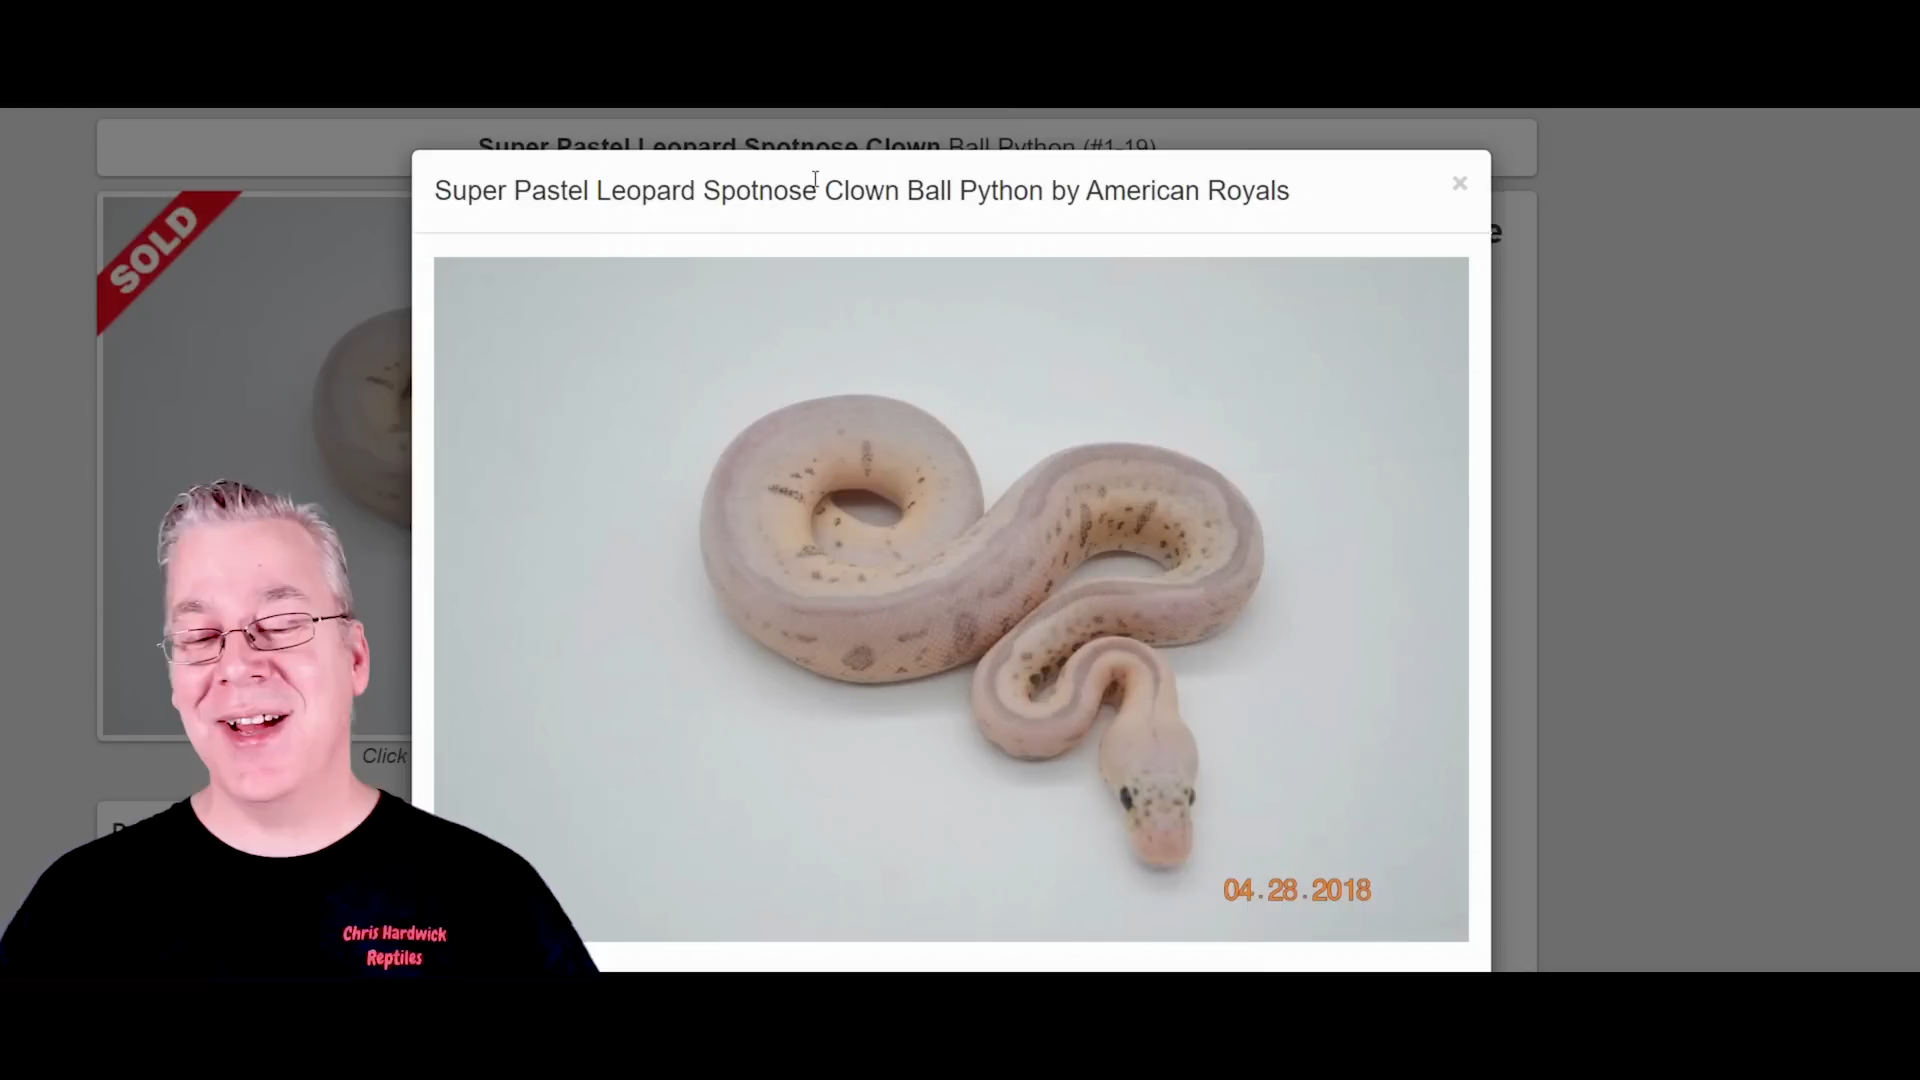 Super Pastel Leopard Spotnose Clown Ball Python (#1-19)
Super Pastel Leopard Spotnose Clown Ball Python by American Royals
×
SOLD
Click
04.28.2018
Chris Hardwick
Reptiles